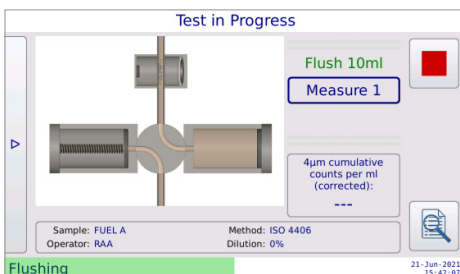 Test in Progress
Flush 10ml
Measure 1
4µm cumulative
counts per ml
(corrected):
---
Sample: FUEL A
Method: ISO 4406
Operator: RAA
Dilution: 0%
Flushing
21-Jun-2021
15:42:07